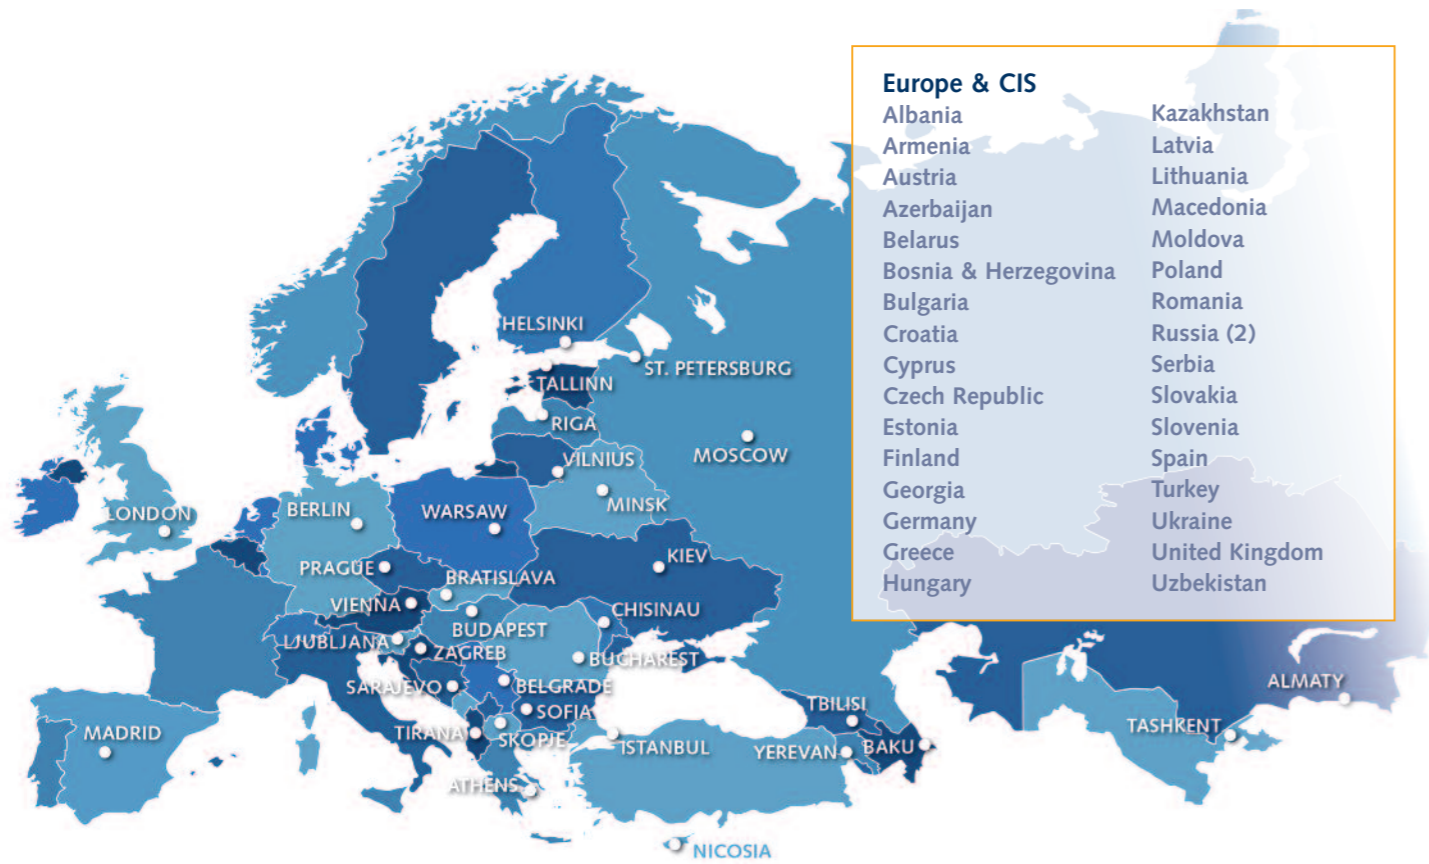 Europe & CIS
Albania
Armenia
Austria
Azerbaijan
Belarus
Bosnia & Herzegovina
Bulgaria
Croatia
Cyprus
Czech Republic
Estonia
Finland
Georgia
Germany
Greece
Hungary
Kazakhstan
Latvia
Lithuania
Macedonia
Moldova
Poland
Romania
Russia (2)
Serbia
Slovakia
Slovenia
Spain
Turkey
Ukraine
United Kingdom
Uzbekistan
HELSINKI
ST. PETERSBURG
TALLINN
RIGA
MOSCOW
VILNIUS
MINSK
LONDON
BERLIN
WARSAW
KIEV
PRAGUE
BRATISLAVA
VIENNA
CHISINAU
BUDAPEST
LJUBLJANA
ZAGREB
BUCHAREST
SARAJEVO
BELGRADE
ALMATY
TBILISI
SOFIA
TASHKENT
MADRID
TIRANA
SKOPJE
ISTANBUL
YEREVAN
BAKU
ATHENS
NICOSIA